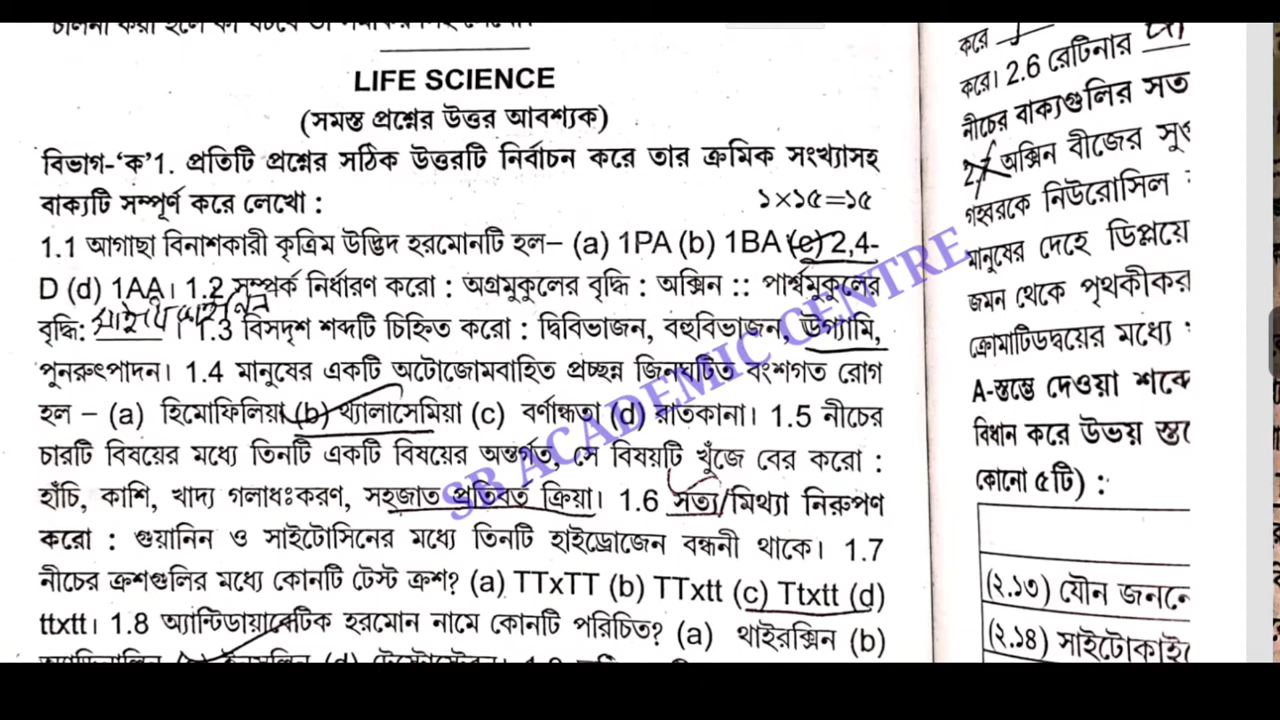 LIFE SCIENCE
(সমস্ত প্রশ্নের উত্তর আবশ্যক)
বিভাগ-‘ক’1. প্রতিটি প্রশ্নের সঠিক উত্তরটি নির্বাচন করে তার ক্রমিক সংখ্যাসহ
বাক্যটি সম্পূর্ণ করে লেখো : ১×১৫=১৫
1.1 আগাছা বিনাশকারী কৃত্রিম উদ্ভিদ হরমোনটি হল– (a) 1PA (b) 1BA (c) 2,4-
D (d) 1AA। 1.2 সম্পর্ক নির্ধারণ করো : অগ্রমুকুলের বৃদ্ধি : অক্সিন :: পার্শ্বমুকুলের
বৃদ্ধি: সাইটোকাইনিন। 1.3 বিসদৃশ শব্দটি চিহ্নিত করো : দ্বিবিভাজন, বহুবিভাজন, উগ্যামি,
পুনরুৎপাদন। 1.4 মানুষের একটি অটোজোমবাহিত প্রচ্ছন্ন জিনঘটিত বংশগত রোগ
হল – (a) হিমোফিলিয়া (b) থ্যালাসেমিয়া (c) বর্ণান্ধতা (d) রাতকানা। 1.5 নীচের
চারটি বিষয়ের মধ্যে তিনটি একটি বিষয়ের অন্তর্গত, সে বিষয়টি খুঁজে বের করো :
হাঁচি, কাশি, খাদ্য গলাধঃকরণ, সহজাত প্রতিবর্ত ক্রিয়া। 1.6 সত্য/মিথ্যা নিরুপণ
করো : গুয়ানিন ও সাইটোসিনের মধ্যে তিনটি হাইড্রোজেন বন্ধনী থাকে। 1.7
নীচের ক্রশগুলির মধ্যে কোনটি টেস্ট ক্রশ? (a) TTxTT (b) TTxtt (c) Ttxtt (d)
ttxtt। 1.8 অ্যান্টিডায়াবেটিক হরমোন নামে কোনটি পরিচিত? (a) থাইরক্সিন (b)
SB ACADEMIC CENTRE
করে
করে। 2.6 রেটিনার
নীচের বাক্যগুলির সত
2.7 অক্সিন বীজের
গহ্বরকে নিউরোসিল
মানুষের দেহে ডিপ্লয়ে
জমন থেকে পৃথকীকর
ক্রোমাটিডদ্বয়ের মধ্যে
A-স্তম্ভে দেওয়া শব্দে
বিধান করে উভয়
কোনো ৫টি) :
(২.১৩) যৌন জননে
(২.১৪) সাইটোকাই